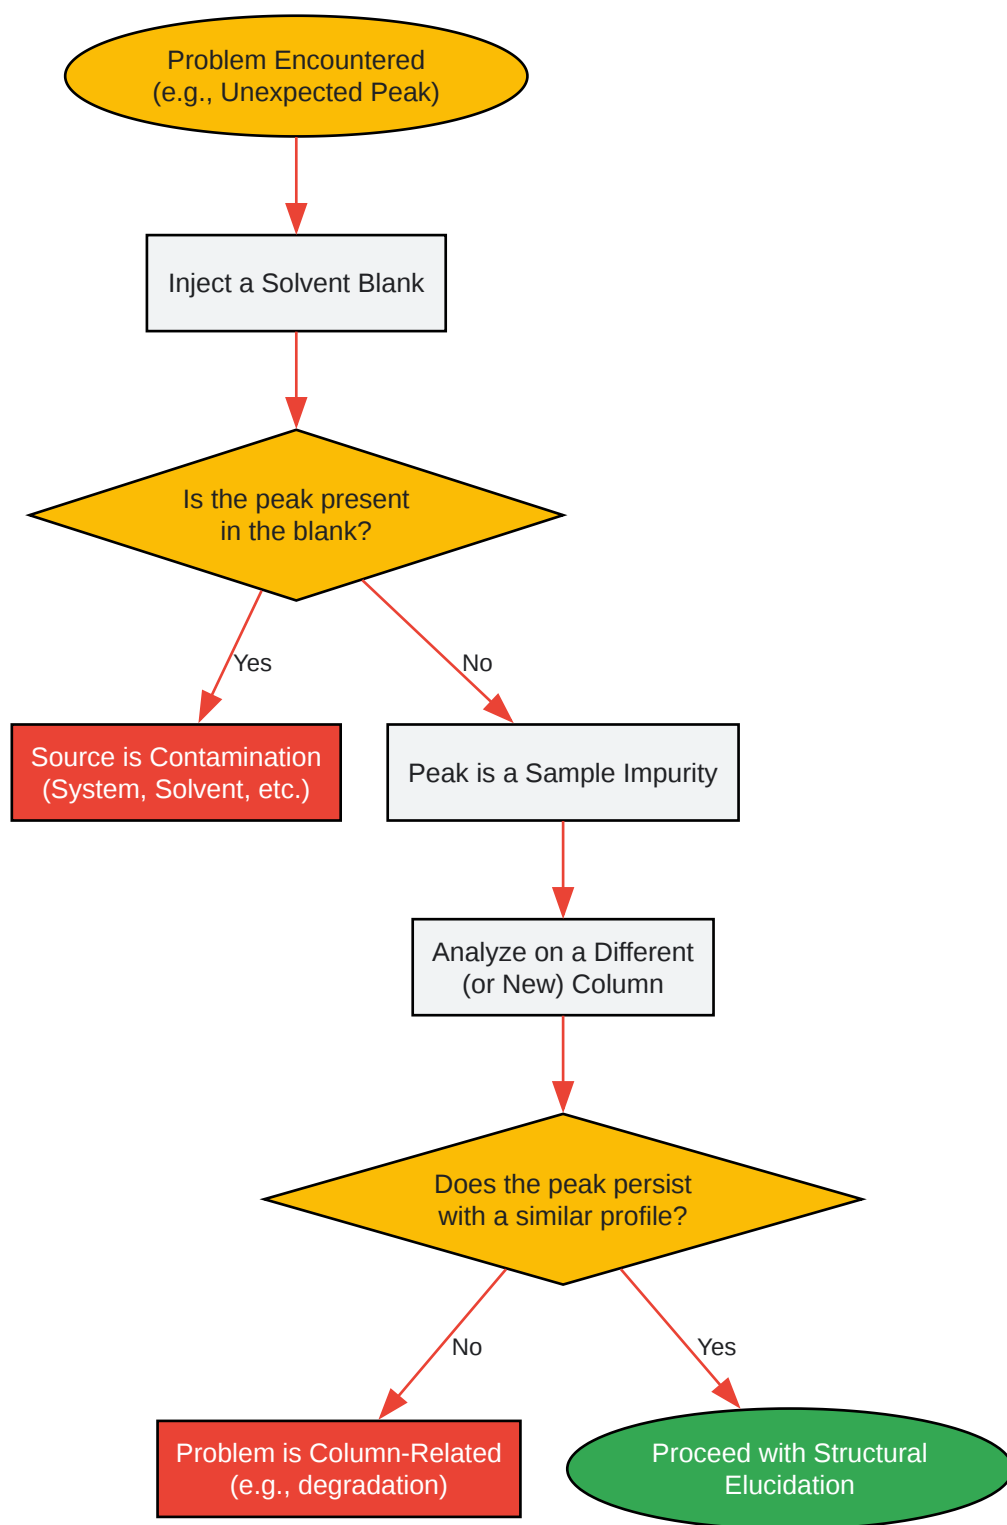 Problem Encountered
(e.g., Unexpected Peak)
Inject a Solvent Blank
Is the peak present
in the blank?
Yes
No
Source is Contamination
(System, Solvent, etc.)
Peak is a Sample Impurity
Analyze on a Different
(or New) Column
Does the peak persist
with a similar profile?
No
Yes
Problem is Column-Related
(e.g., degradation)
Proceed with Structural
Elucidation